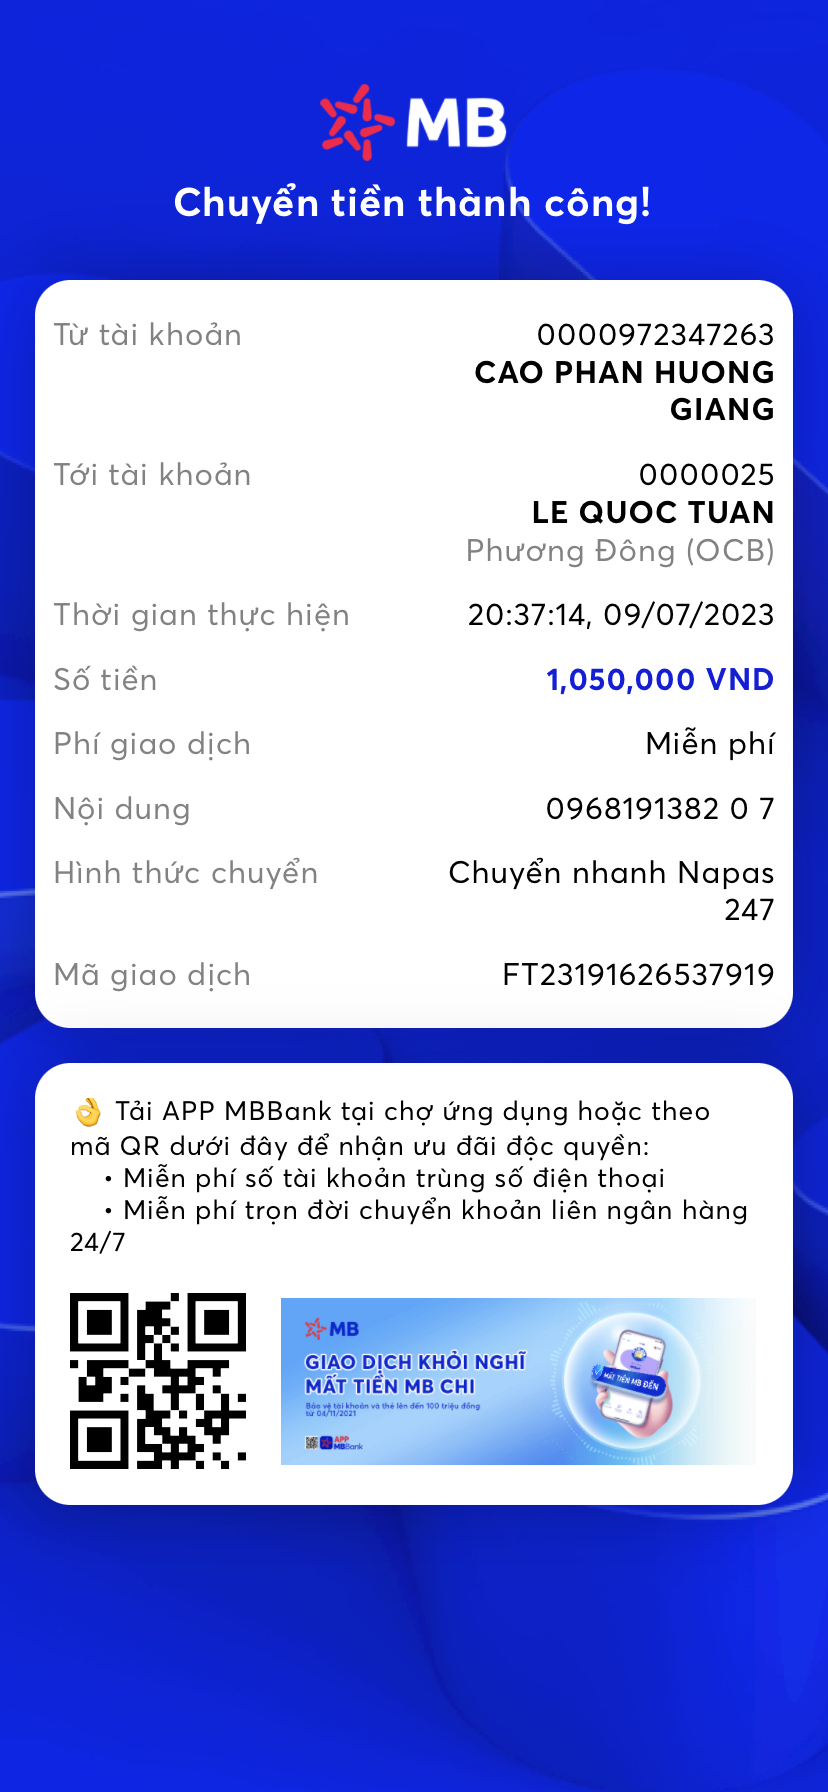 MB
Chuyển tiền thành công!
Từ tài khoản 0000972347263
CAO PHAN HUONG
GIANG
Tới tài khoản 0000025
LE QUOC TUAN
Phương Đông (OCB)
Thời gian thực hiện 20:37:14, 09/07/2023
Số tiền 1,050,000 VND
Phí giao dịch Miễn phí
Nội dung 0968191382 0 7
Hình thức chuyển Chuyển nhanh Napas
247
Mã giao dịch FT23191626537919
👌 Tải APP MBBank tại chợ ứng dụng hoặc theo
mã QR dưới đây để nhận ưu đãi độc quyền:
• Miễn phí số tài khoản trùng số điện thoại
• Miễn phí trọn đời chuyển khoản liên ngân hàng
24/7
MB
GIAO DỊCH KHỎI NGHĨ
MẤT TIỀN MB CHI
Bảo vệ tài khoản và thẻ lên đến 100 triệu đồng
từ 04/11/2021
APP
MBBank
MẤT TIỀN MB ĐỀN